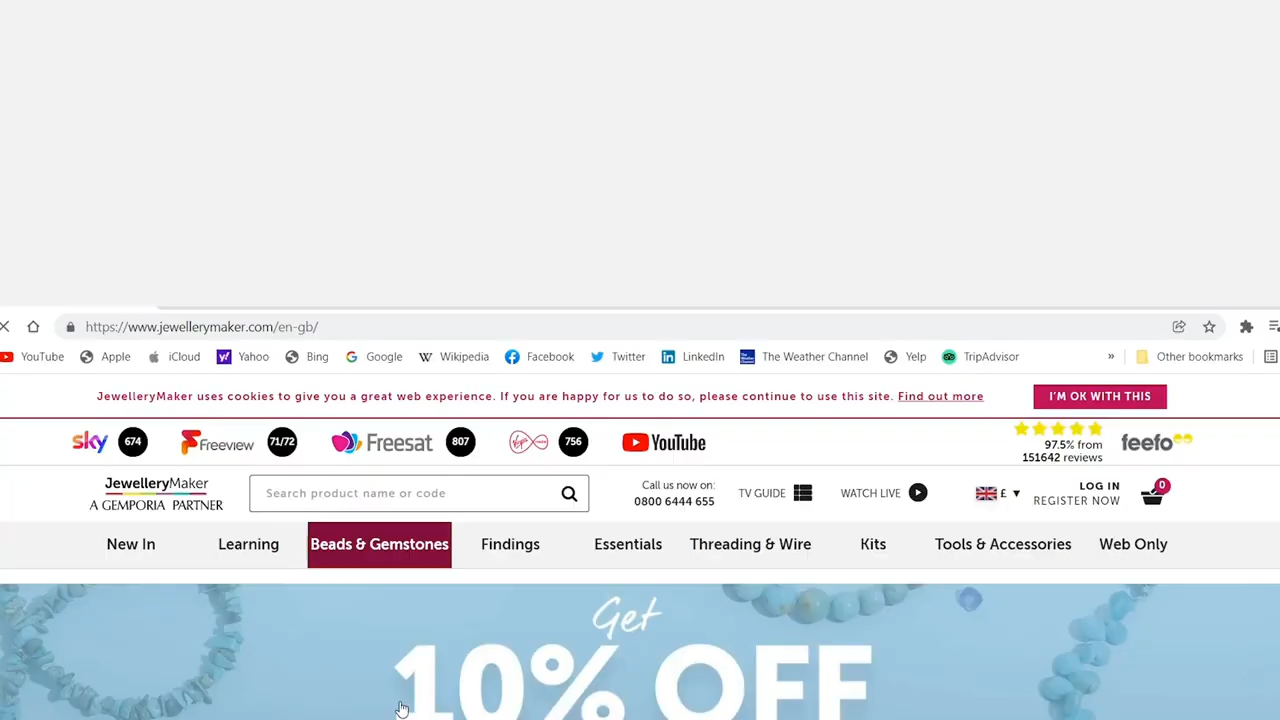 https://www.jewellerymaker.com/en-gb/
YouTube Apple iCloud Yahoo Bing Google Wikipedia Facebook Twitter LinkedIn The Weather Channel Yelp TripAdvisor » Other bookmarks
JewelleryMaker uses cookies to give you a great web experience. If you are happy for us to do so, please continue to use this site. Find out more
I'M OK WITH THIS
sky 674 Freeview 71/72 Freesat 807 Virgin media 756 YouTube
97.5% from
151642 reviews
feefo
JewelleryMaker
A GEMPORIA PARTNER
Search product name or code
Call us now on:
0800 6444 655
TV GUIDE
WATCH LIVE
£
LOG IN
REGISTER NOW
0
New In Learning Beads & Gemstones Findings Essentials Threading & Wire Kits Tools & Accessories Web Only
Get
10% OFF